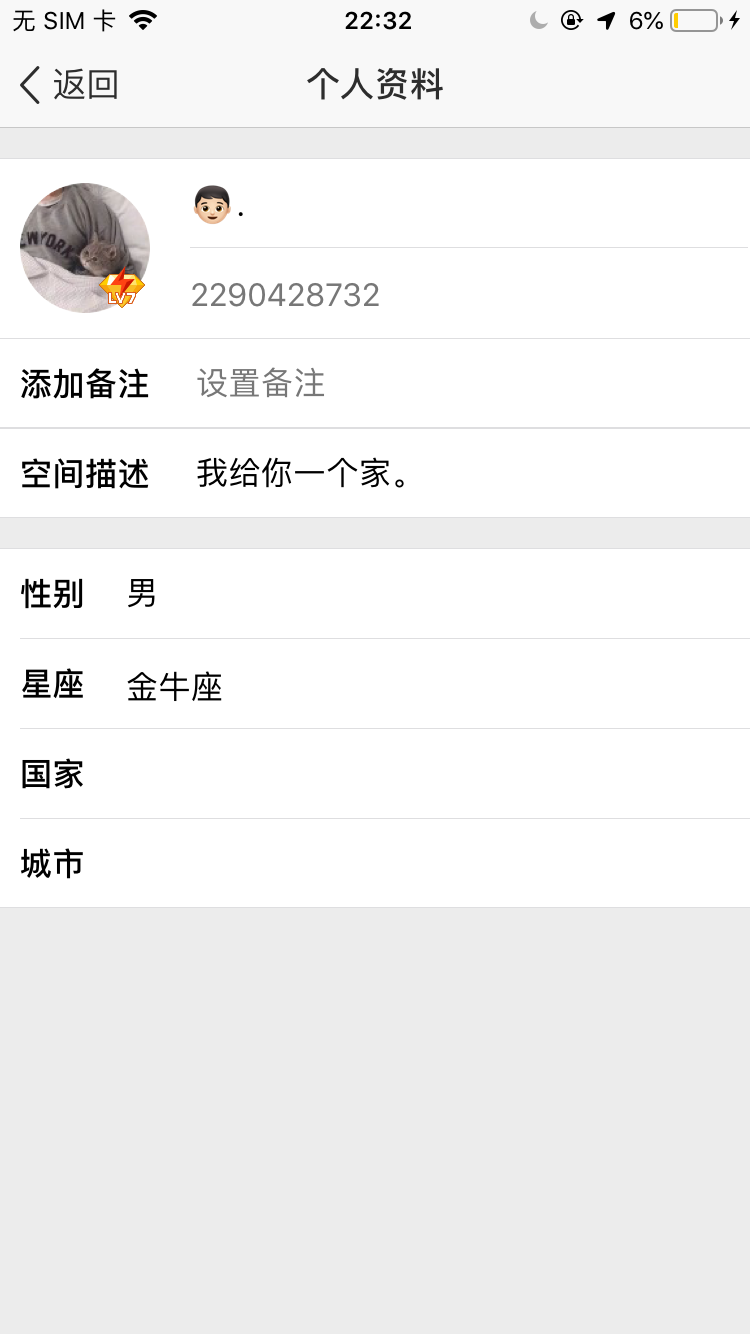 无 SIM 卡 22:32 6%
返回 个人资料
👦🏻.
2290428732
EWYORK
LV7
添加备注 设置备注
空间描述 我给你一个家。
性别 男
星座 金牛座
国家
城市